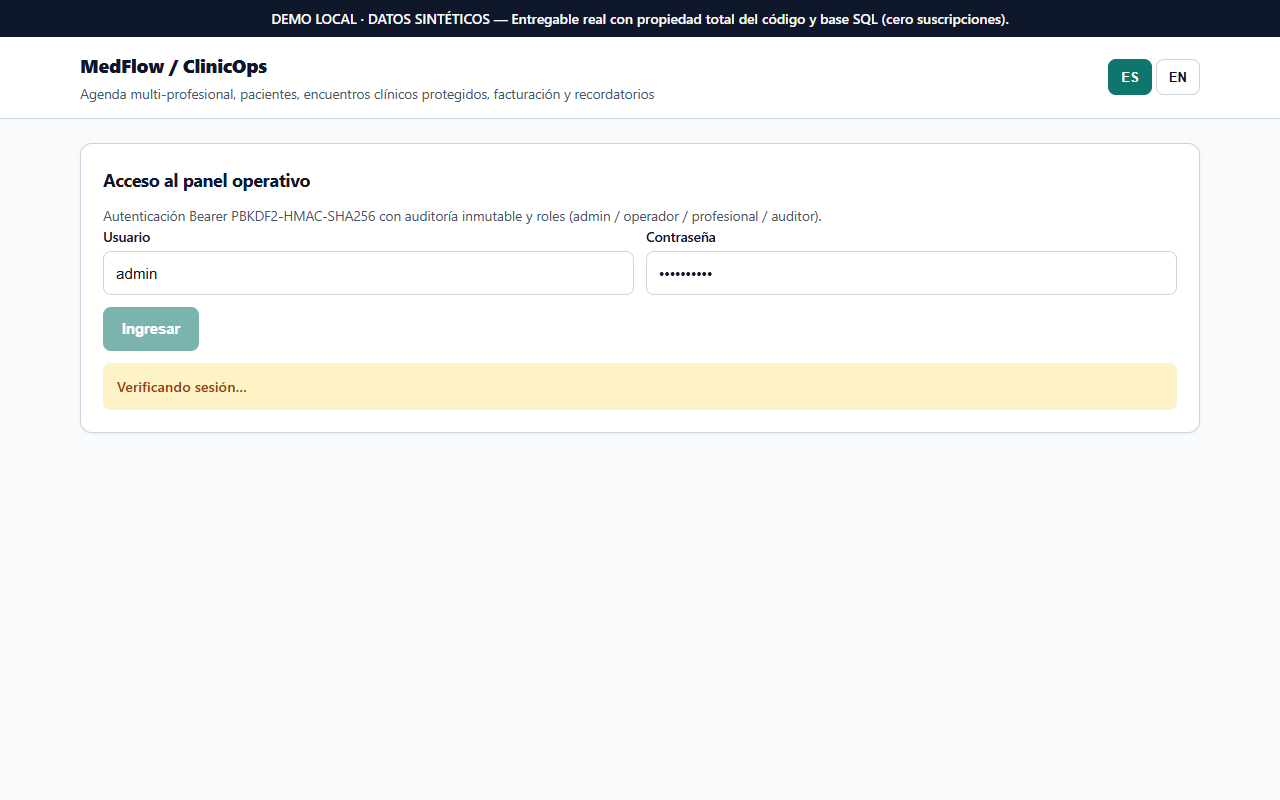 DEMO LOCAL · DATOS SINTÉTICOS — Entregable real con propiedad total del código y base SQL (cero suscripciones).
MedFlow / ClinicOps
Agenda multi-profesional, pacientes, encuentros clínicos protegidos, facturación y recordatorios
ES
EN
Acceso al panel operativo
Autenticación Bearer PBKDF2-HMAC-SHA256 con auditoría inmutable y roles (admin / operador / profesional / auditor).
Usuario
Contraseña
admin
••••••••••
Ingresar
Verificando sesión...